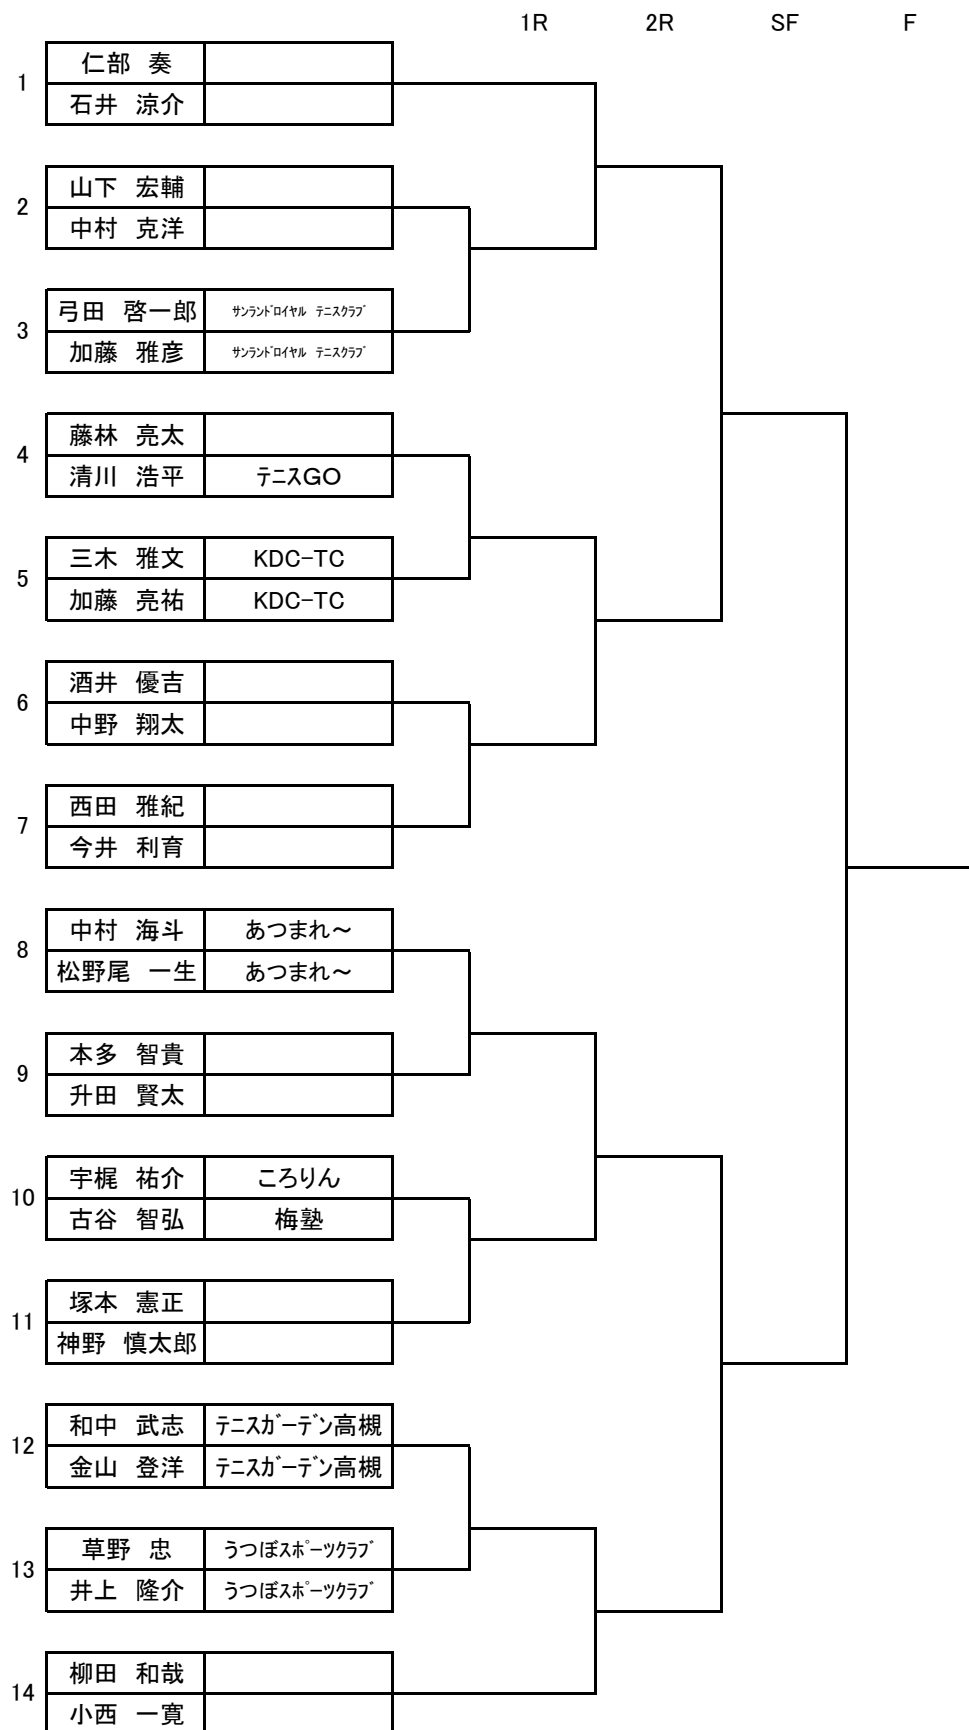 1R 2R SF F
1
仁部 奏
石井 涼介
2
山下 宏輔
中村 克洋
3
弓田 啓一郎 ｻﾝﾗﾝﾄﾞﾛｲﾔﾙ ﾃﾆｽｸﾗﾌﾞ
加藤 雅彦 ｻﾝﾗﾝﾄﾞﾛｲﾔﾙ ﾃﾆｽｸﾗﾌﾞ
4
藤林 亮太
清川 浩平 ﾃﾆｽGO
5
三木 雅文 KDC-TC
加藤 亮祐 KDC-TC
6
酒井 優吉
中野 翔太
7
西田 雅紀
今井 利育
8
中村 海斗 あつまれ～
松野尾 一生 あつまれ～
9
本多 智貴
升田 賢太
10
宇梶 祐介 ころりん
古谷 智弘 梅塾
11
塚本 憲正
神野 慎太郎
12
和中 武志 ﾃﾆｽｶﾞｰﾃﾞﾝ高槻
金山 登洋 ﾃﾆｽｶﾞｰﾃﾞﾝ高槻
13
草野 忠 うつぼｽﾎﾟｰﾂｸﾗﾌﾞ
井上 隆介 うつぼｽﾎﾟｰﾂｸﾗﾌﾞ
14
柳田 和哉
小西 一寛